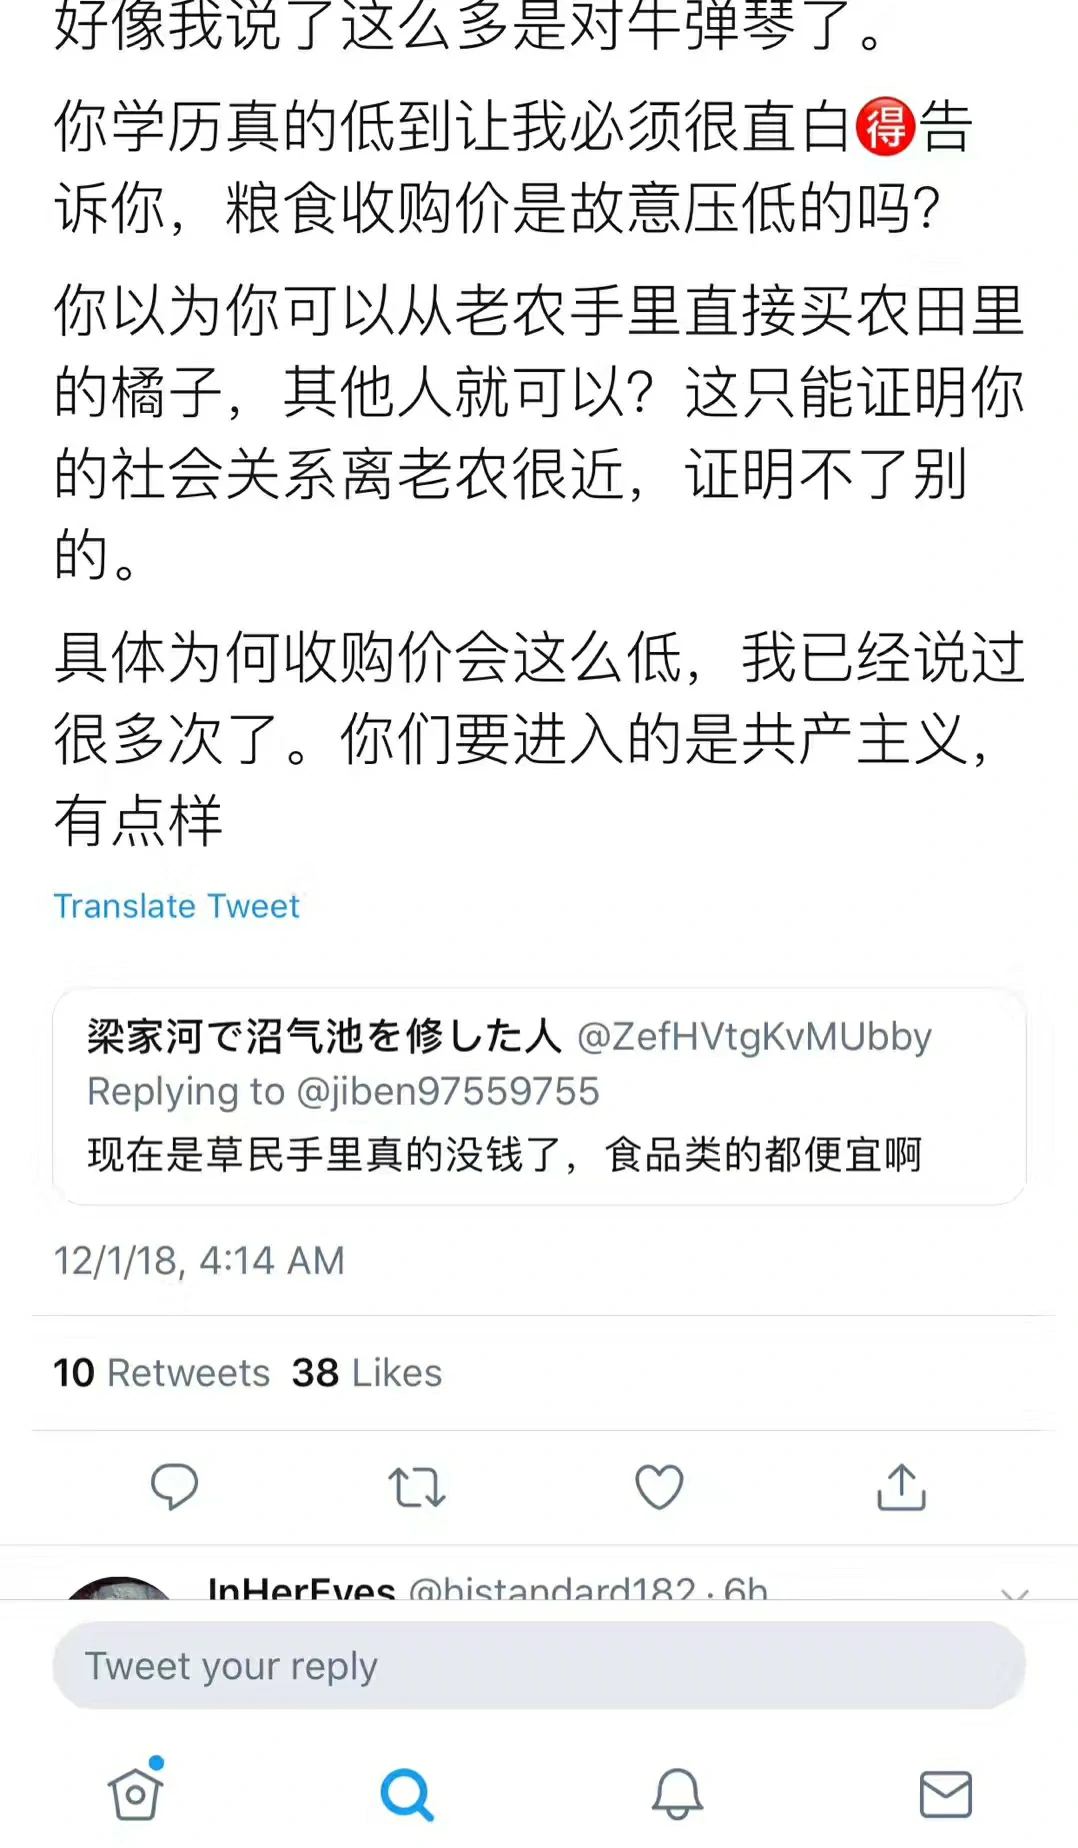 好像我说了这么多是对牛弹琴了。
你学历真的低到让我必须很直白🉐告
诉你，粮食收购价是故意压低的吗？
你以为你可以从老农手里直接买农田里
的橘子，其他人就可以？这只能证明你
的社会关系离老农很近，证明不了别
的。
具体为何收购价会这么低，我已经说过
很多次了。你们要进入的是共产主义，
有点样
Translate Tweet
梁家河で沼气池を修した人 @ZefHVtgKvMUbby
Replying to @jiben97559755
现在是草民手里真的没钱了，食品类的都便宜啊
12/1/18, 4:14 AM
10 Retweets 38 Likes
InHerEyes @histandard182 · 6h
Tweet your reply